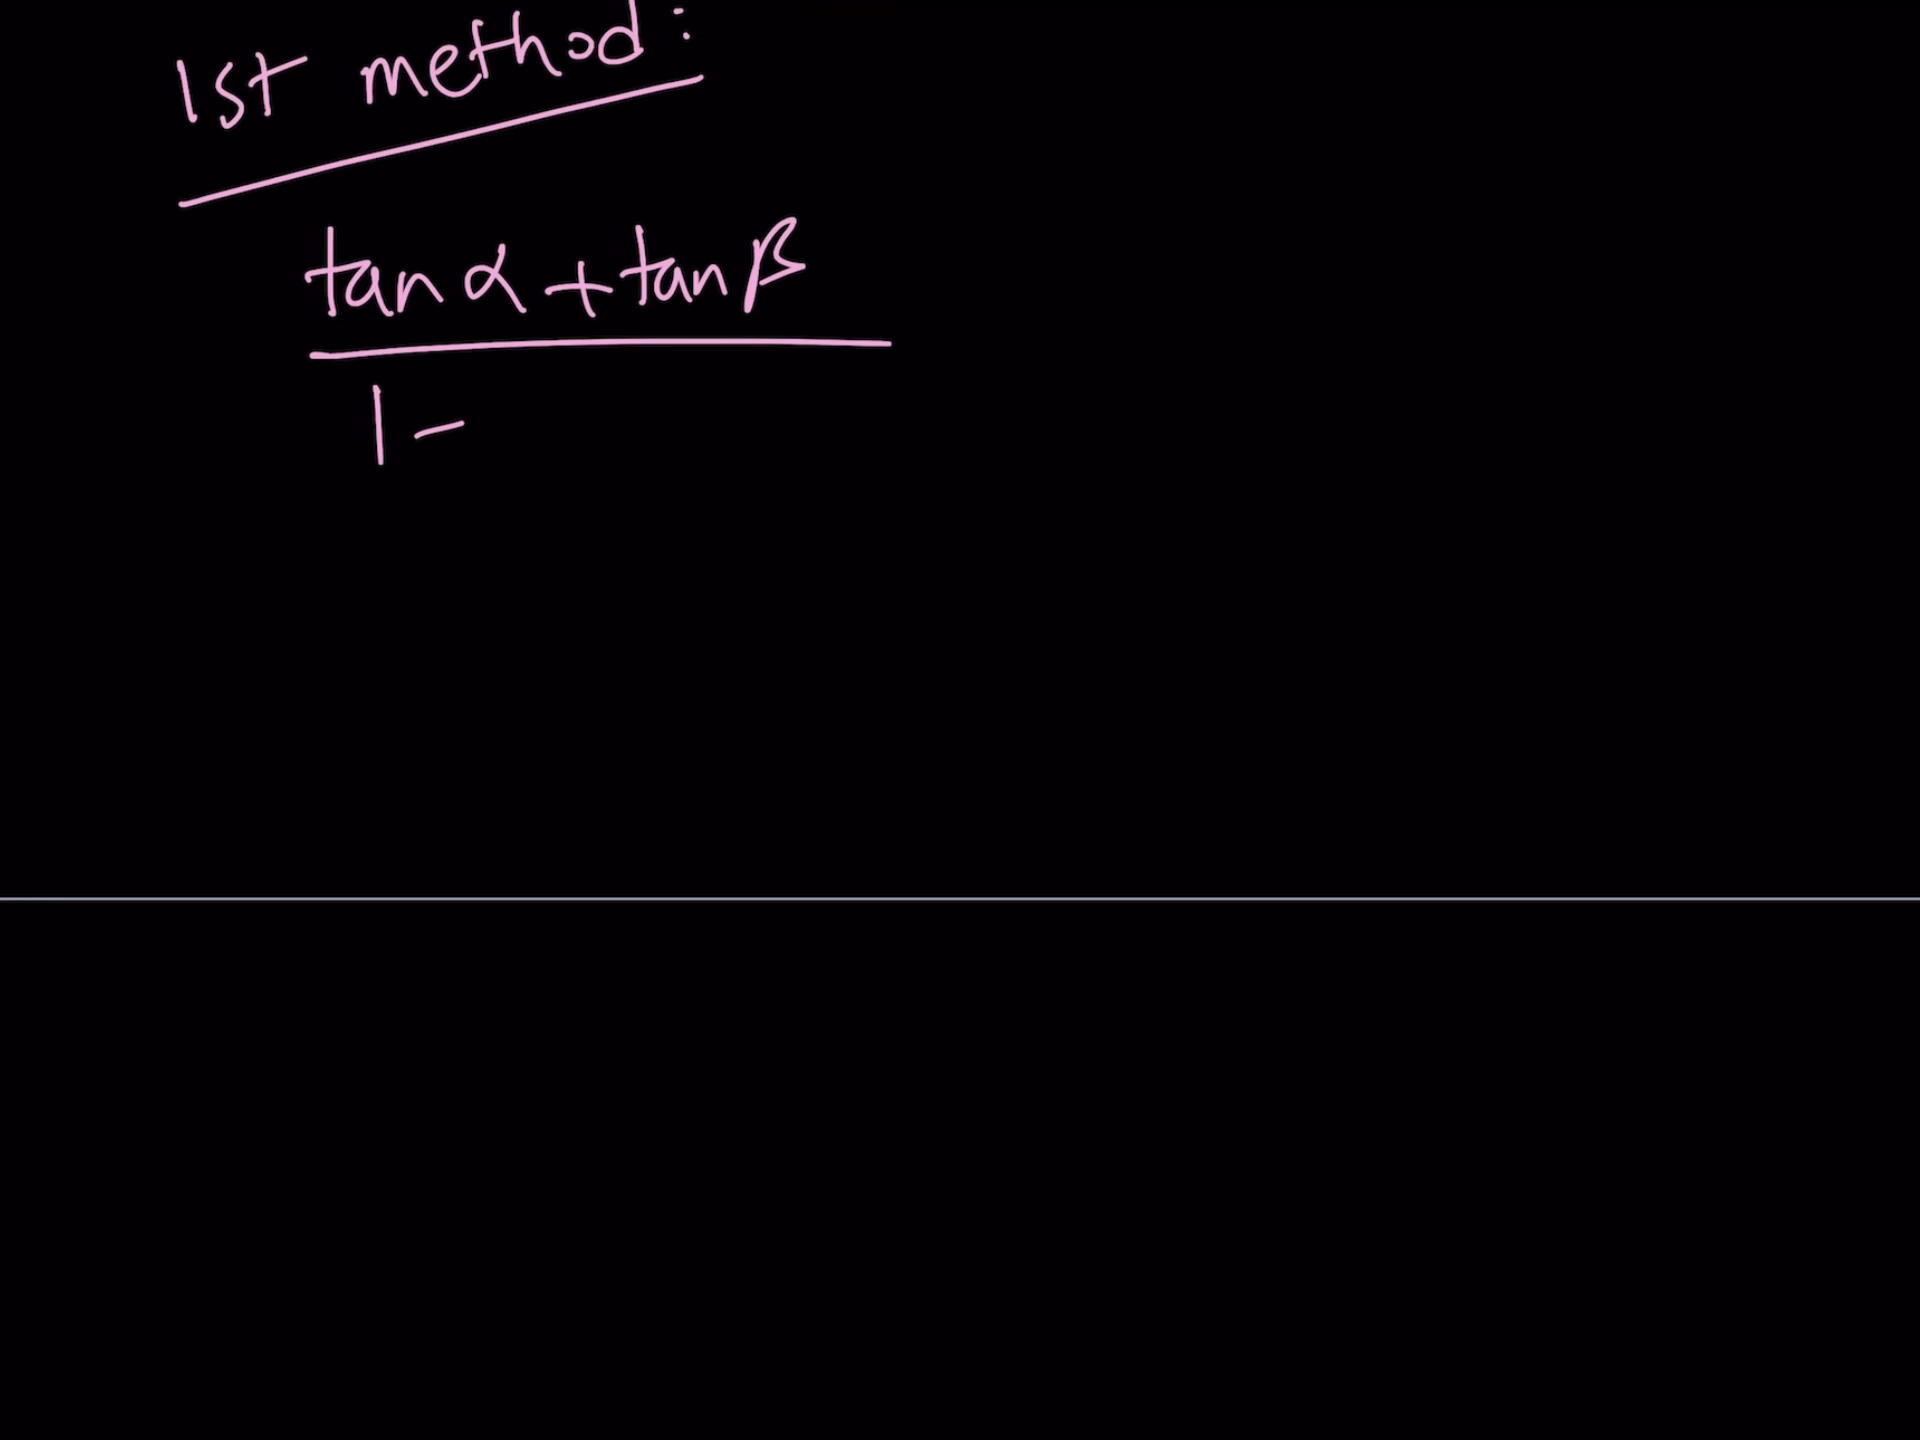 1st method:
tan α + tan β
1 -